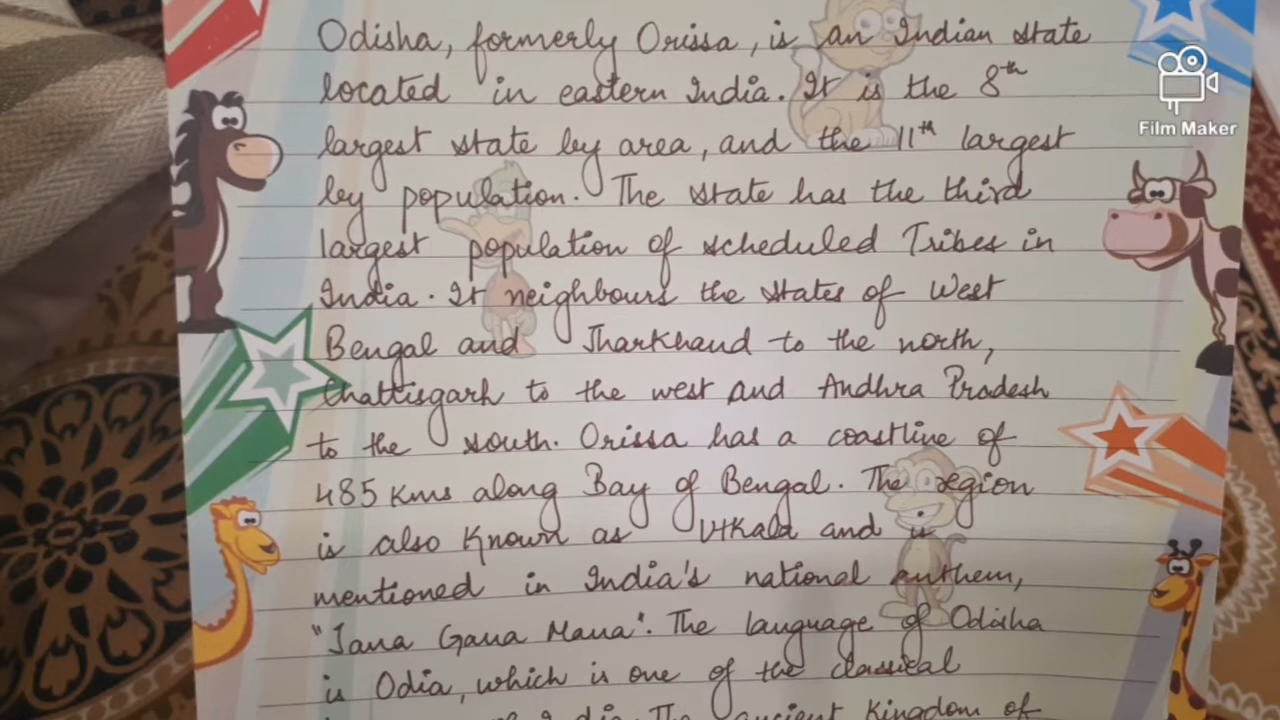 Odisha, formerly Orissa, is an Indian state
located in eastern India. It is the 8th
largest state by area, and the 11th largest
by population. The state has the third
largest population of scheduled Tribes in
India. It neighbours the states of West
Bengal and Jharkhand to the north,
Chattisgarh to the west and Andhra Pradesh
to the south. Orissa has a coastline of
485 Kms along Bay of Bengal. The region
is also known as Utkala and is
mentioned in India's national anthem,
"Jana Gana Mana". The language of Odisha
is Odia, which is one of the classical
India. The ancient Kingdom of
Film Maker